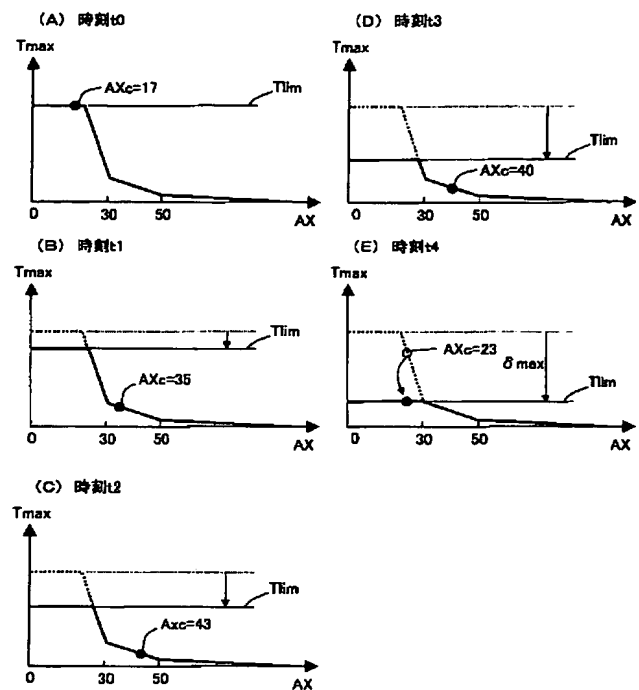 (A) 時刻t0
Tmax
AXc=17
Tlim
0
30
50
AX
(B) 時刻t1
Tmax
Tlim
AXc=35
0
30
50
AX
(C) 時刻t2
Tmax
Tlim
Axc=43
0
30
50
AX
(D) 時刻t3
Tmax
Tlim
AXc=40
0
30
50
AX
(E) 時刻t4
Tmax
AXc=23
δmax
Tlim
0
30
50
AX